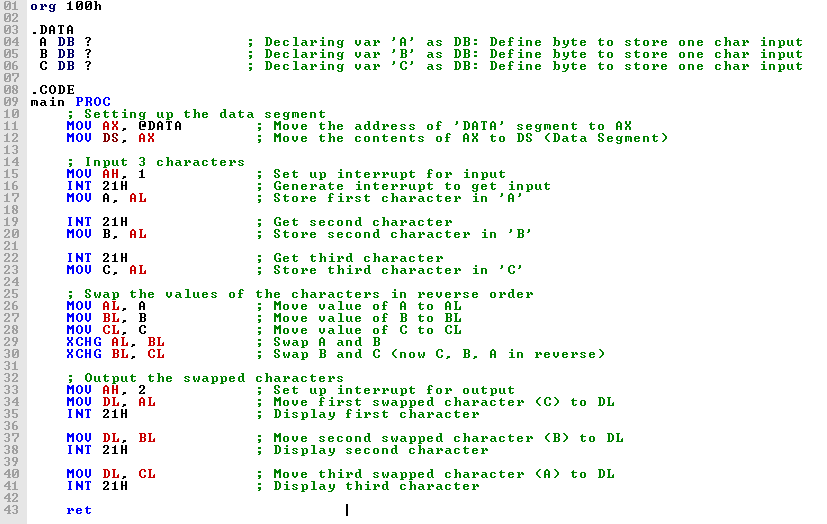 01 org 100h
02
03 .DATA
04  A DB ?                 ; Declaring var 'A' as DB: Define byte to store one char input
05  B DB ?                 ; Declaring var 'B' as DB: Define byte to store one char input
06  C DB ?                 ; Declaring var 'C' as DB: Define byte to store one char input
07
08 .CODE
09 main PROC
10     ; Setting up the data segment
11     MOV AX, @DATA        ; Move the address of 'DATA' segment to AX
12     MOV DS, AX           ; Move the contents of AX to DS (Data Segment)
13
14     ; Input 3 characters
15     MOV AH, 1            ; Set up interrupt for input
16     INT 21H              ; Generate interrupt to get input
17     MOV A, AL            ; Store first character in 'A'
18
19     INT 21H              ; Get second character
20     MOV B, AL            ; Store second character in 'B'
21
22     INT 21H              ; Get third character
23     MOV C, AL            ; Store third character in 'C'
24
25     ; Swap the values of the characters in reverse order
26     MOV AL, A            ; Move value of A to AL
27     MOV BL, B            ; Move value of B to BL
28     MOV CL, C            ; Move value of C to CL
29     XCHG AL, BL          ; Swap A and B
30     XCHG BL, CL          ; Swap B and C (now C, B, A in reverse)
31
32     ; Output the swapped characters
33     MOV AH, 2            ; Set up interrupt for output
34     MOV DL, AL           ; Move first swapped character (C) to DL
35     INT 21H              ; Display first character
36
37     MOV DL, BL           ; Move second swapped character (B) to DL
38     INT 21H              ; Display second character
39
40     MOV DL, CL           ; Move third swapped character (A) to DL
41     INT 21H              ; Display third character
42
43     ret